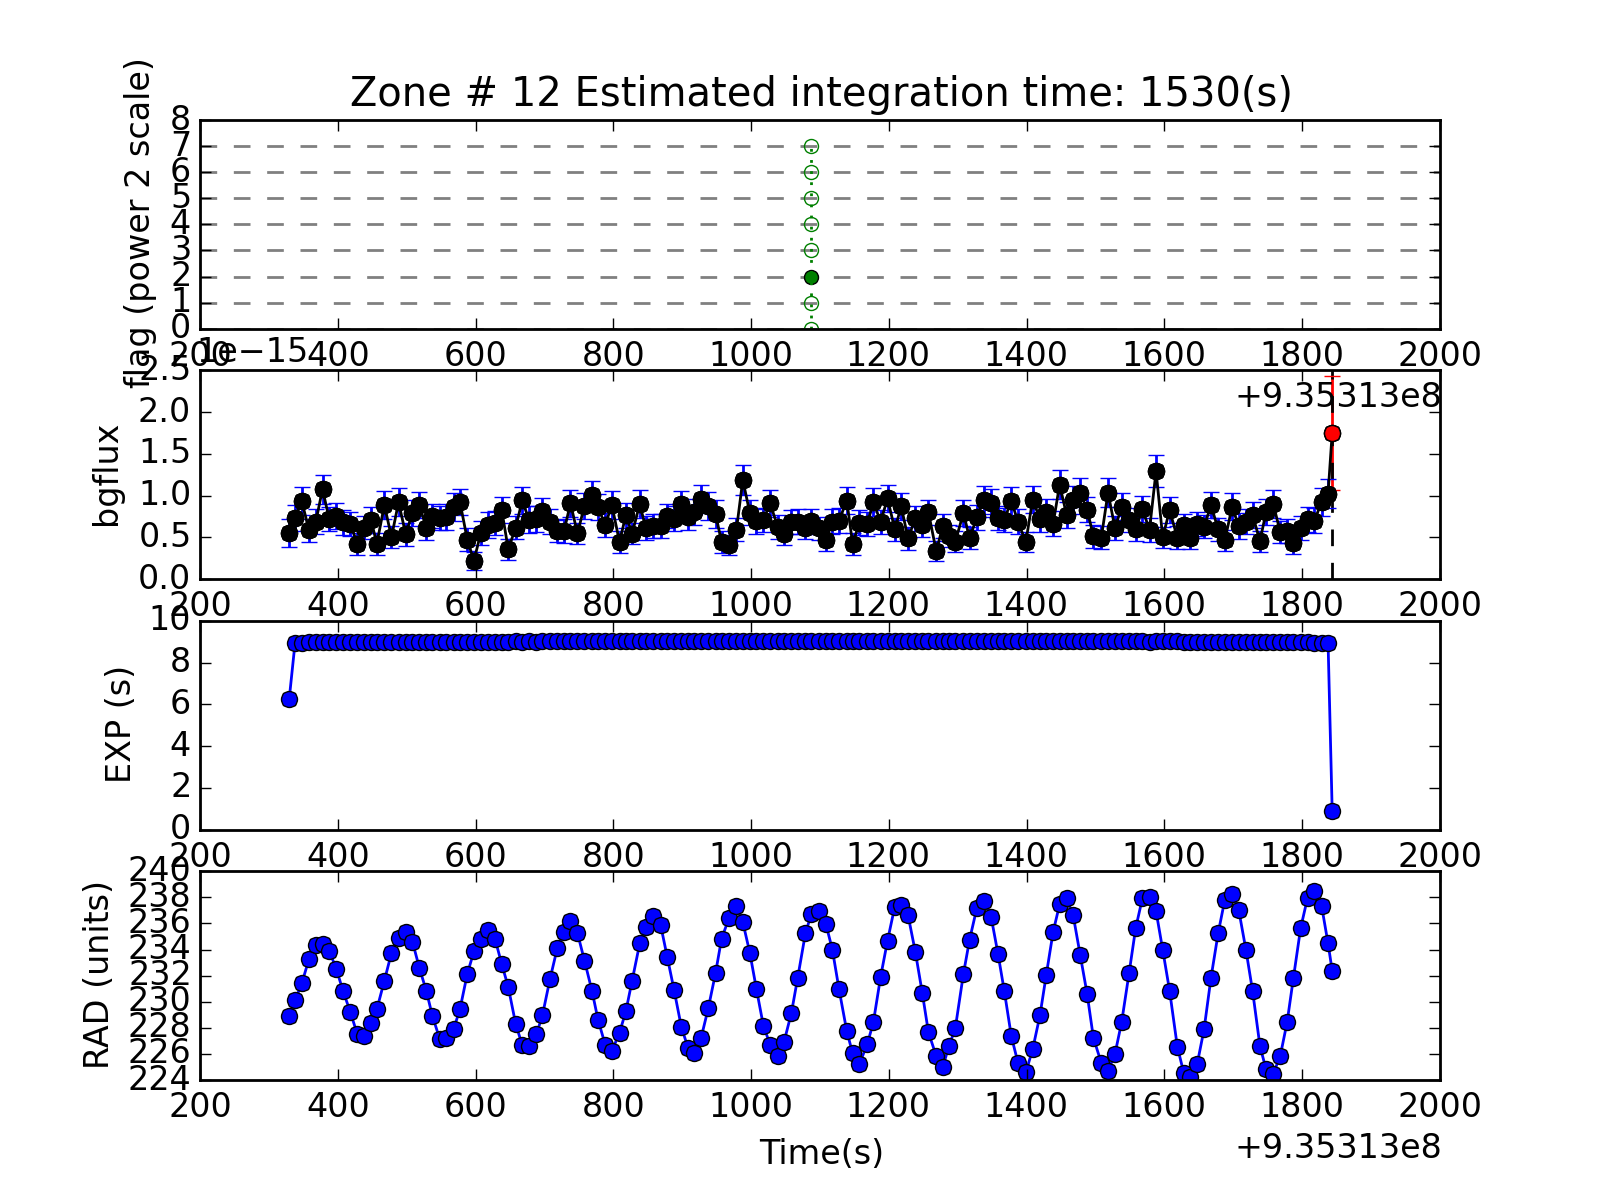 Zone # 12 Estimated integration time: 1530(s)
flag (power 2 scale)
8
7
6
5
4
3
2
1
0
200 400 600 800 1000 1200 1400 1600 1800 2000
1e−15
+9.35313e8
bgflux
2.5
2.0
1.5
1.0
0.5
0.0
200 400 600 800 1000 1200 1400 1600 1800 2000
EXP (s)
10
8
6
4
2
0
200 400 600 800 1000 1200 1400 1600 1800 2000
RAD (units)
240
238
236
234
232
230
228
226
224
200 400 600 800 1000 1200 1400 1600 1800 2000
Time(s)
+9.35313e8